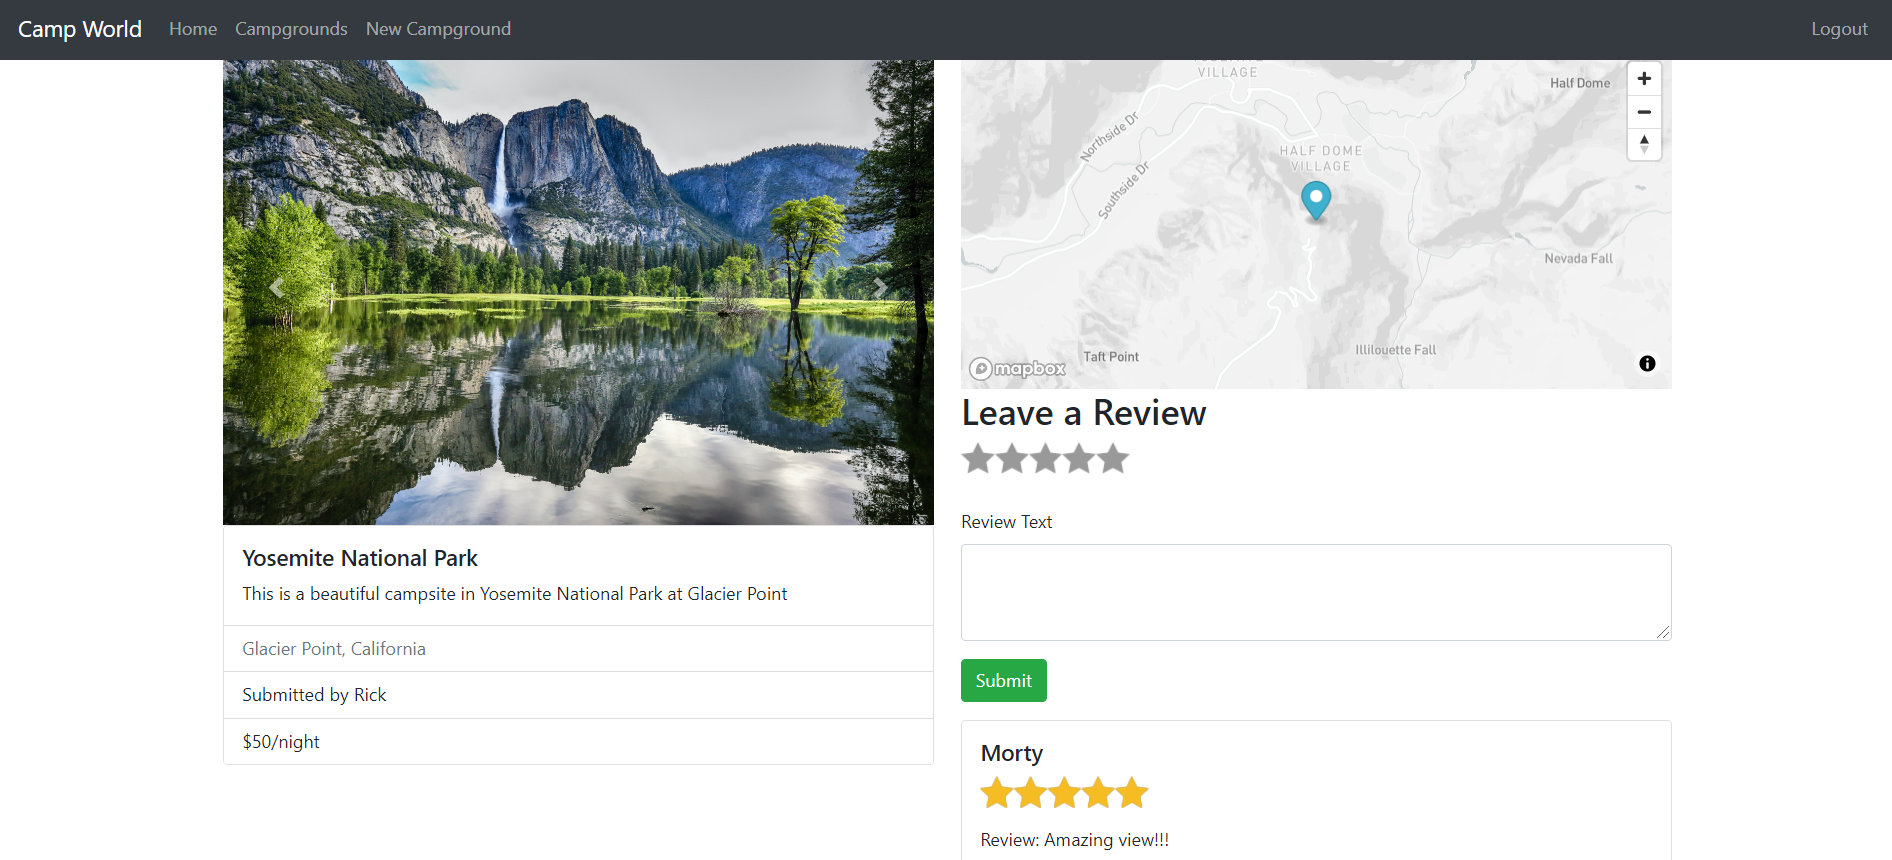 Camp World
Home
Campgrounds
New Campground
Logout
VILLAGE
Half Dome
Northside Dr
Southside Dr
HALF DOME
VILLAGE
Nevada Fall
Illilouette Fall
Taft Point
mapbox
Yosemite National Park
This is a beautiful campsite in Yosemite National Park at Glacier Point
Glacier Point, California
Submitted by Rick
$50/night
Leave a Review
Review Text
Submit
Morty
Review: Amazing view!!!